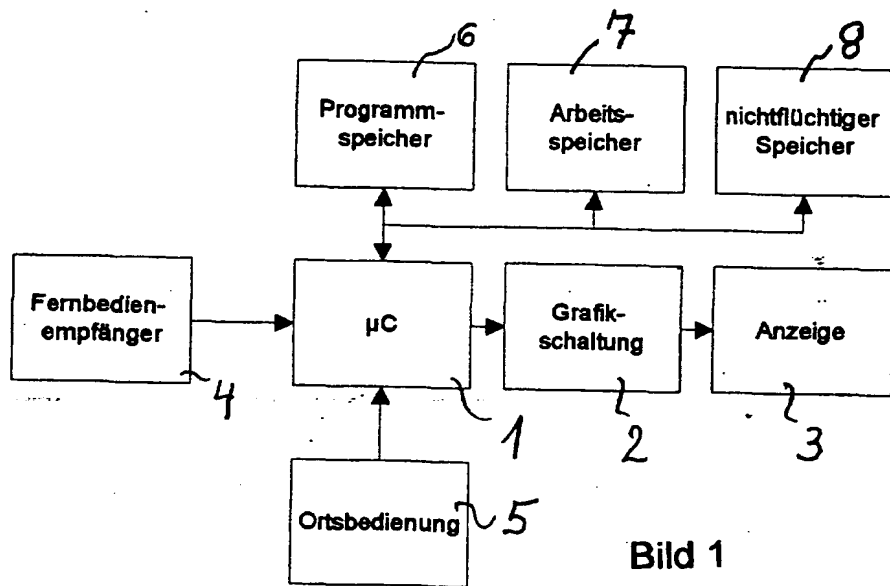 6
7
8
Programm-
speicher
Arbeits-
speicher
nichtflüchtiger
Speicher
Fernbedien-
empfänger
µC
Grafik-
schaltung
Anzeige
4
1
2
3
Ortsbedienung
5
Bild 1